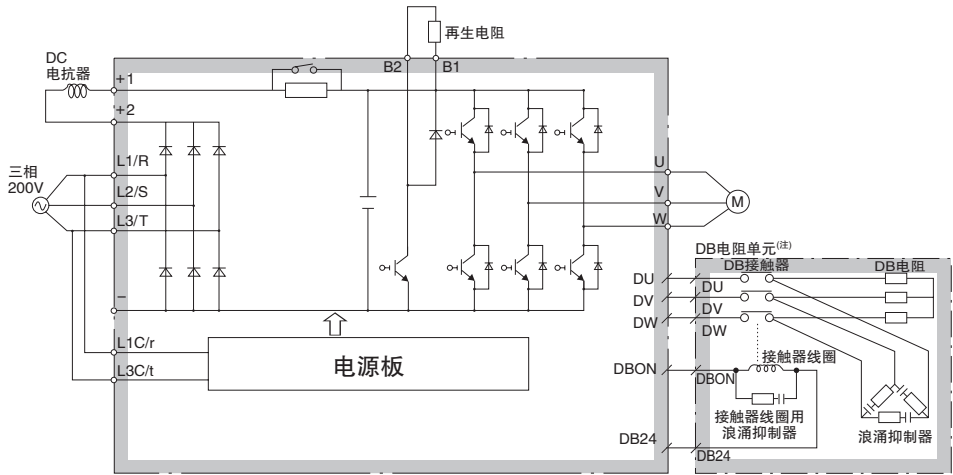 再生电阻
DC
电抗器
B2
B1
+1
+2
三相
200V
L1/R
L2/S
L3/T
U
V
W
M
DB电阻单元(注)
DB接触器
DB电阻
DU
DV
DW
DU
DV
DW
−
L1C/r
L3C/t
电源板
接触器线圈
DBON
DBON
接触器线圈用
浪涌抑制器
浪涌抑制器
DB24
DB24